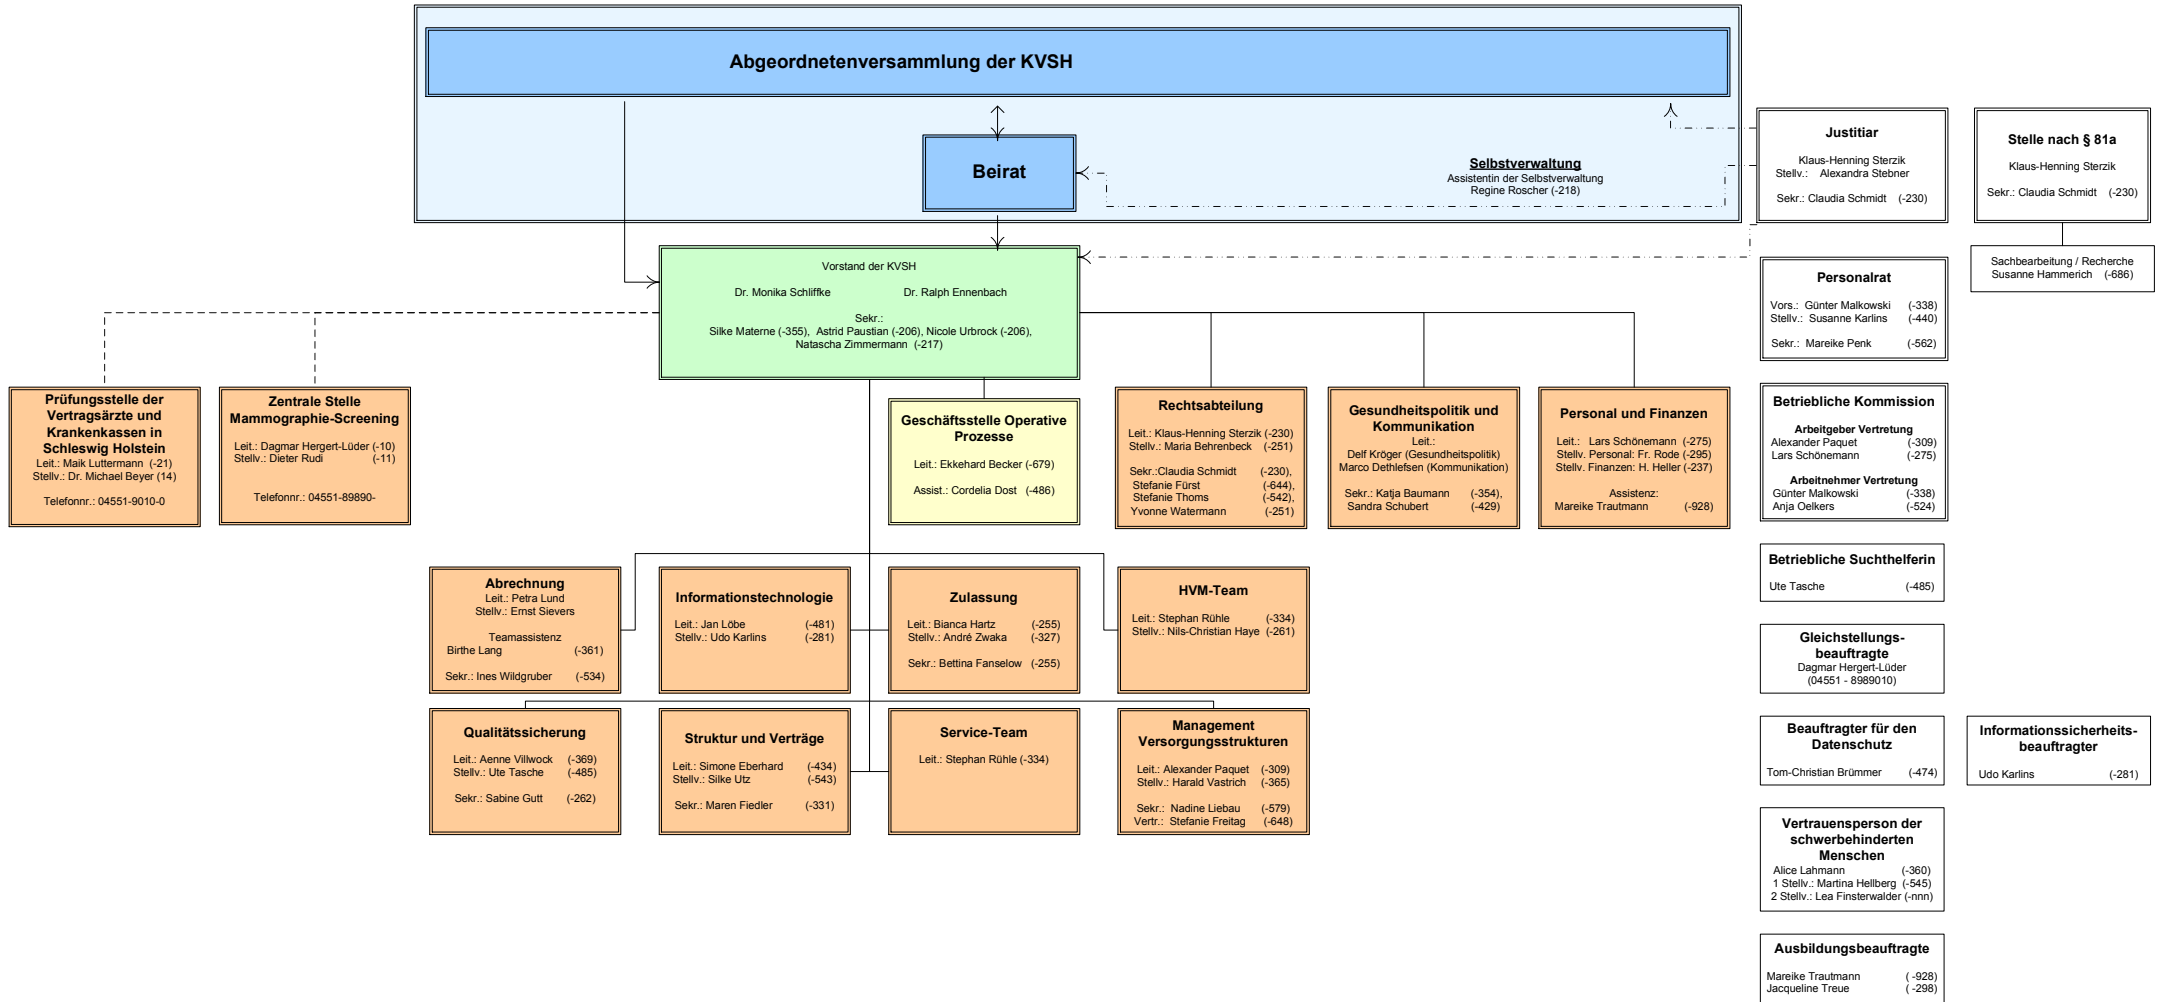 Abgeordnetenversammlung der KVSH
Beirat
Selbstverwaltung
Assistentin der Selbstverwaltung
Regine Roscher (-218)
Justitiar
Klaus-Henning Sterzik
Stellv.: Alexandra Stebner
Sekr.: Claudia Schmidt (-230)
Stelle nach § 81a
Klaus-Henning Sterzik
Sekr.: Claudia Schmidt (-230)
Sachbearbeitung / Recherche
Susanne Hammerich (-686)
Vorstand der KVSH
Dr. Monika Schliffke Dr. Ralph Ennenbach
Sekr.:
Silke Materne (-355), Astrid Paustian (-206), Nicole Urbrock (-206),
Natascha Zimmermann (-217)
Personalrat
Vors.: Günter Malkowski (-338)
Stellv.: Susanne Karlins (-440)
Sekr.: Mareike Penk (-562)
Prüfungsstelle der
Vertragsärzte und
Krankenkassen in
Schleswig Holstein
Leit.: Maik Luttermann (-21)
Stellv.: Dr. Michael Beyer (14)
Telefonnr.: 04551-9010-0
Zentrale Stelle
Mammographie-Screening
Leit.: Dagmar Hergert-Lüder (-10)
Stellv.: Dieter Rudi (-11)
Telefonnr.: 04551-89890-
Geschäftsstelle Operative
Prozesse
Leit.: Ekkehard Becker (-679)
Assist.: Cordelia Dost (-486)
Rechtsabteilung
Leit.: Klaus-Henning Sterzik (-230)
Stellv.: Maria Behrenbeck (-251)
Sekr.:Claudia Schmidt (-230),
Stefanie Fürst (-644),
Stefanie Thoms (-542),
Yvonne Watermann (-251)
Gesundheitspolitik und
Kommunikation
Leit.:
Delf Kröger (Gesundheitspolitik)
Marco Dethlefsen (Kommunikation)
Sekr.: Katja Baumann (-354),
Sandra Schubert (-429)
Personal und Finanzen
Leit.: Lars Schönemann (-275)
Stellv. Personal: Fr. Rode (-295)
Stellv. Finanzen: H. Heller (-237)
Assistenz:
Mareike Trautmann (-928)
Betriebliche Kommission
Arbeitgeber Vertretung
Alexander Paquet (-309)
Lars Schönemann (-275)
Arbeitnehmer Vertretung
Günter Malkowski (-338)
Anja Oelkers (-524)
Betriebliche Suchthelferin
Ute Tasche (-485)
Abrechnung
Leit.: Petra Lund
Stellv.: Ernst Sievers
Teamassistenz
Birthe Lang (-361)
Sekr.: Ines Wildgruber (-534)
Informationstechnologie
Leit.: Jan Löbe (-481)
Stellv.: Udo Karlins (-281)
Zulassung
Leit.: Bianca Hartz (-255)
Stellv.: André Zwaka (-327)
Sekr.: Bettina Fanselow (-255)
HVM-Team
Leit.: Stephan Rühle (-334)
Stellv.: Nils-Christian Haye (-261)
Gleichstellungs-
beauftragte
Dagmar Hergert-Lüder
(04551 - 8989010)
Qualitätssicherung
Leit.: Aenne Villwock (-369)
Stellv.: Ute Tasche (-485)
Sekr.: Sabine Gutt (-262)
Struktur und Verträge
Leit.: Simone Eberhard (-434)
Stellv.: Silke Utz (-543)
Sekr.: Maren Fiedler (-331)
Service-Team
Leit.: Stephan Rühle (-334)
Management
Versorgungsstrukturen
Leit.: Alexander Paquet (-309)
Stellv.: Harald Vastrich (-365)
Sekr.: Nadine Liebau (-579)
Vertr.: Stefanie Freitag (-648)
Beauftragter für den
Datenschutz
Tom-Christian Brümmer (-474)
Informationssicherheits-
beauftragter
Udo Karlins (-281)
Vertrauensperson der
schwerbehinderten
Menschen
Alice Lahmann (-360)
1 Stellv.: Martina Hellberg (-545)
2 Stellv.: Lea Finsterwalder (-nnn)
Ausbildungsbeauftragte
Mareike Trautmann ( -928)
Jacqueline Treue ( -298)